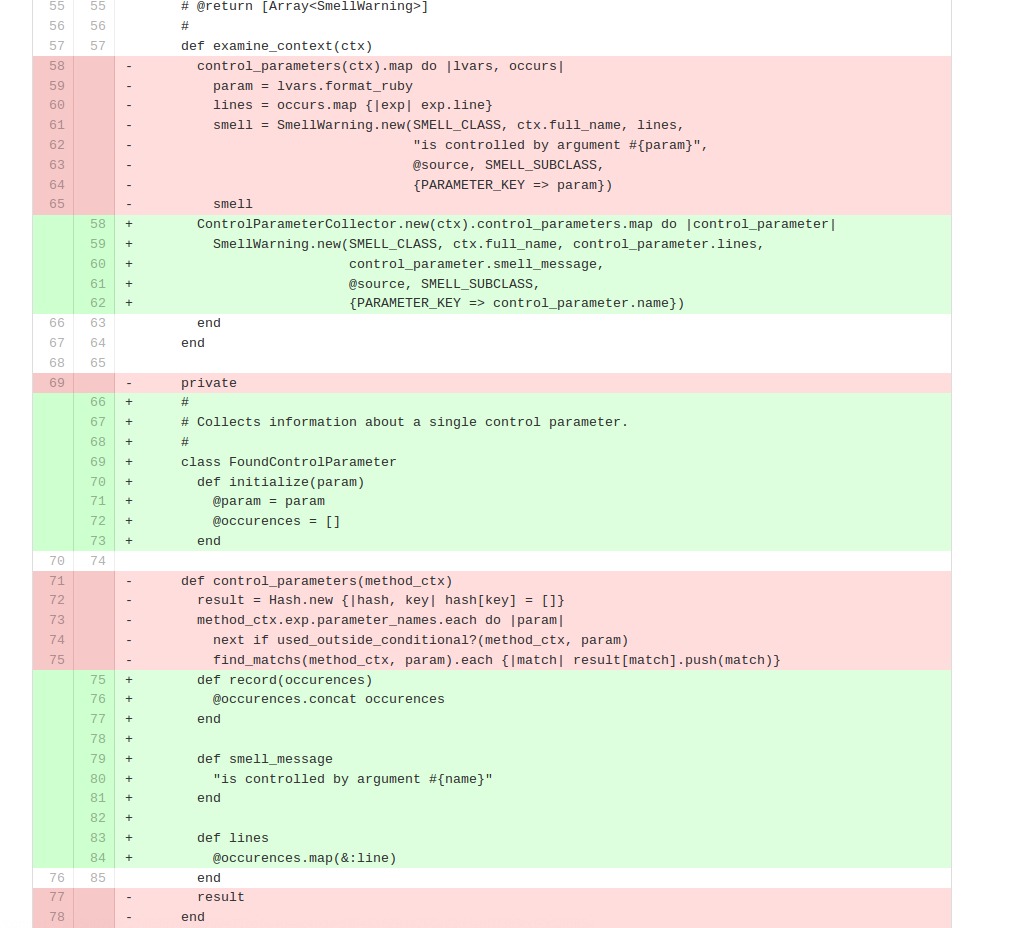 55 55 # @return [Array<SmellWarning>]
56 56 #
57 57 def examine_context(ctx)
58 - control_parameters(ctx).map do |lvars, occurs|
59 - param = lvars.format_ruby
60 - lines = occurs.map {|exp| exp.line}
61 - smell = SmellWarning.new(SMELL_CLASS, ctx.full_name, lines,
62 - "is controlled by argument #{param}",
63 - @source, SMELL_SUBCLASS,
64 - {PARAMETER_KEY => param})
65 - smell
58 + ControlParameterCollector.new(ctx).control_parameters.map do |control_parameter|
59 + SmellWarning.new(SMELL_CLASS, ctx.full_name, control_parameter.lines,
60 + control_parameter.smell_message,
61 + @source, SMELL_SUBCLASS,
62 + {PARAMETER_KEY => control_parameter.name})
66 63 end
67 64 end
68 65
69 - private
66 + #
67 + # Collects information about a single control parameter.
68 + #
69 + class FoundControlParameter
70 + def initialize(param)
71 + @param = param
72 + @occurences = []
73 + end
70 74
71 - def control_parameters(method_ctx)
72 - result = Hash.new {|hash, key| hash[key] = []}
73 - method_ctx.exp.parameter_names.each do |param|
74 - next if used_outside_conditional?(method_ctx, param)
75 - find_matchs(method_ctx, param).each {|match| result[match].push(match)}
75 + def record(occurences)
76 + @occurences.concat occurences
77 + end
78 +
79 + def smell_message
80 + "is controlled by argument #{name}"
81 + end
82 +
83 + def lines
84 + @occurences.map(&:line)
76 85 end
77 - result
78 - end